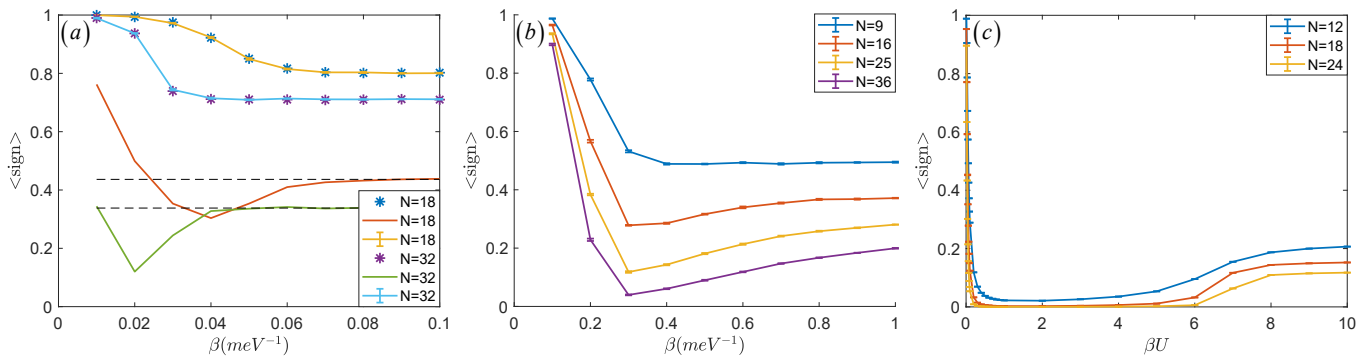 (a)
1
0.8
0.6
0.4
0.2
0
<sign>
0
0.02
0.04
0.06
0.08
0.1
β(meV⁻¹)
N=18
N=18
N=18
N=32
N=32
N=32
(b)
1
0.8
0.6
0.4
0.2
0
<sign>
0
0.2
0.4
0.6
0.8
1
β(meV⁻¹)
N=9
N=16
N=25
N=36
(c)
1
0.8
0.6
0.4
0.2
0
<sign>
0
2
4
6
8
10
βU
N=12
N=18
N=24